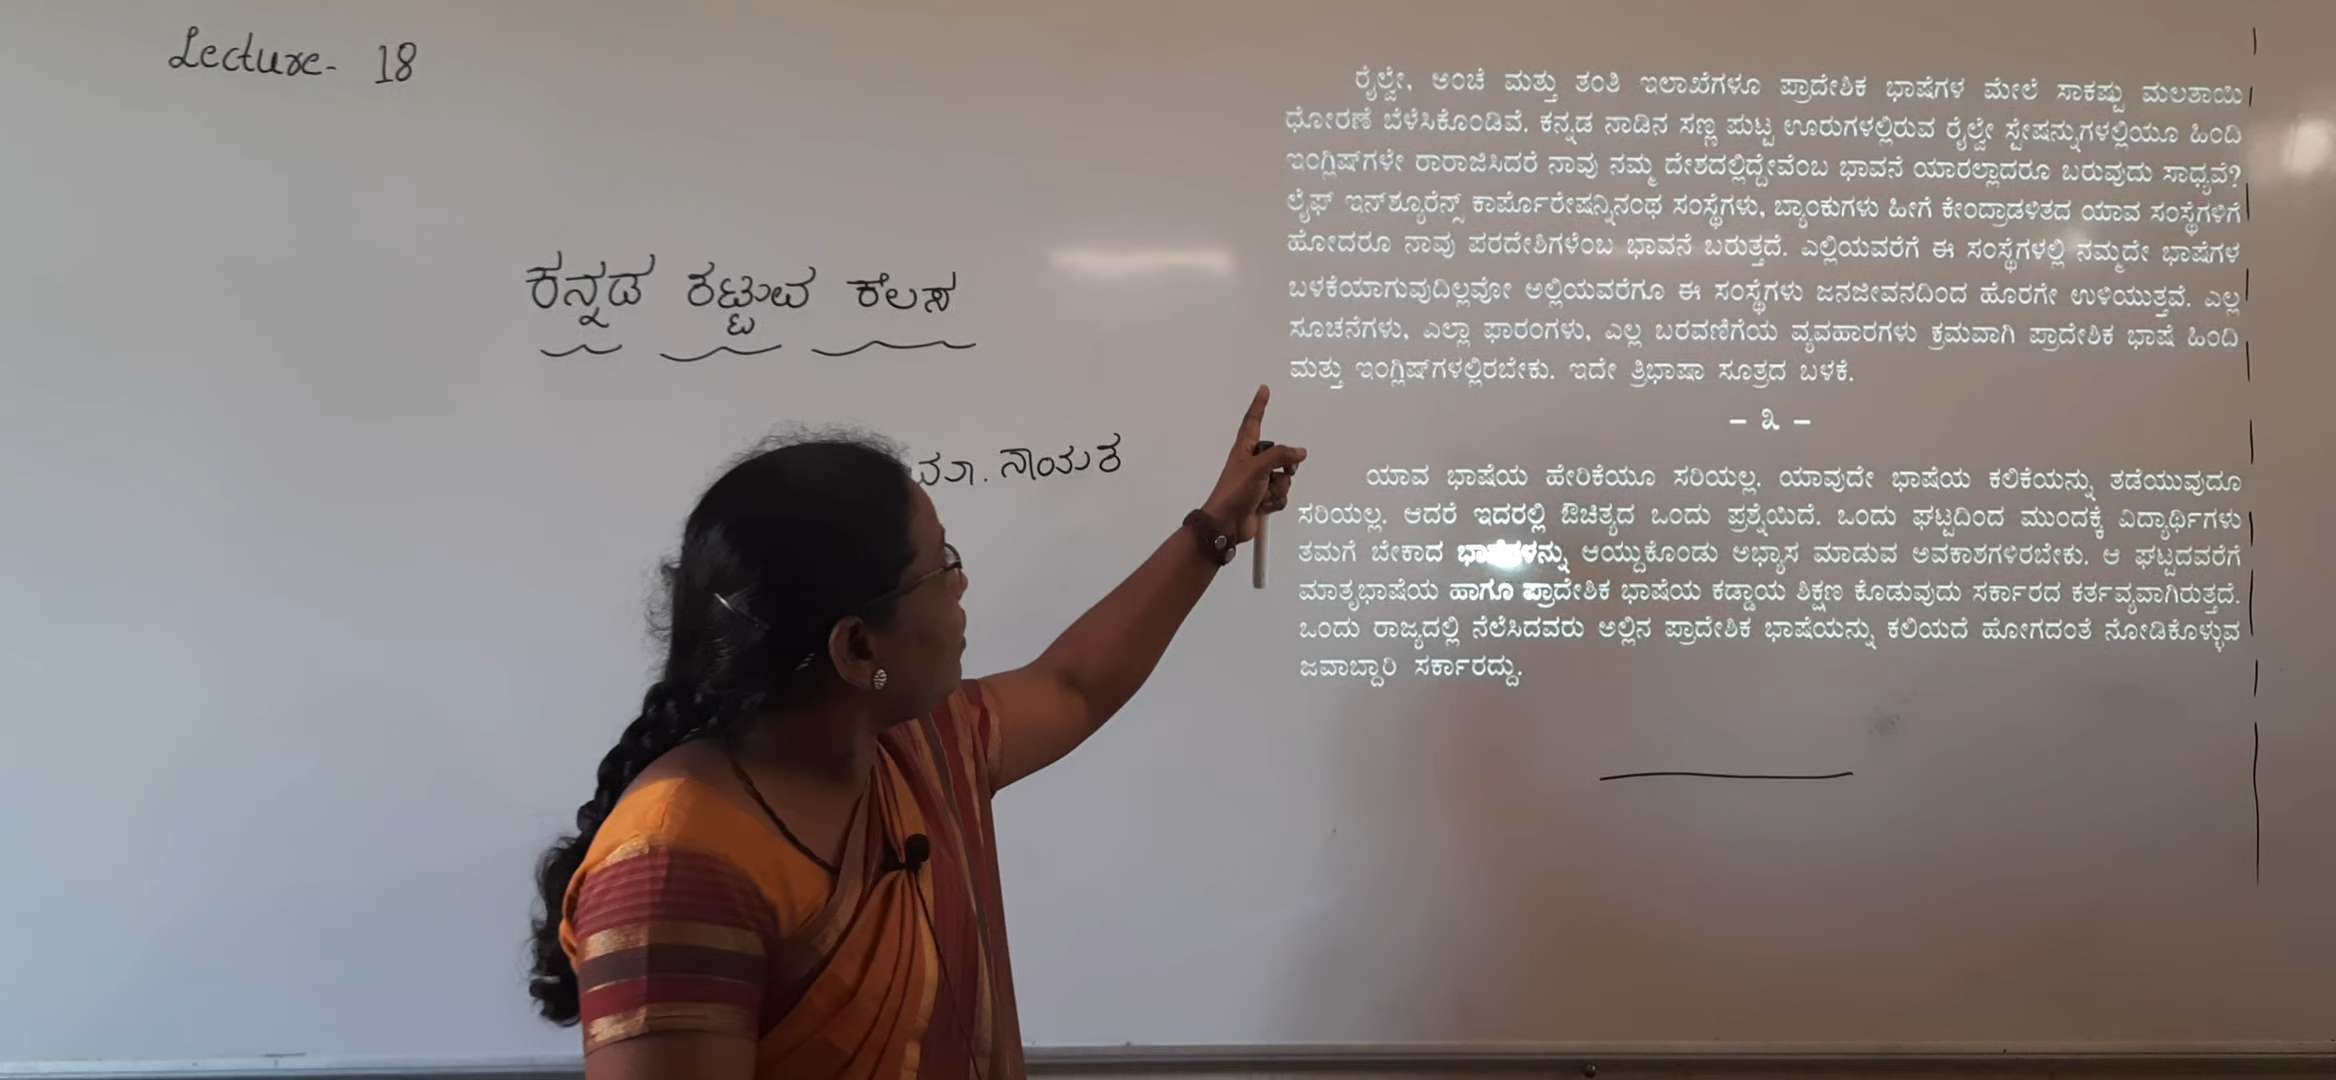 Lecture- 18
ಕನ್ನಡ ಕಟ್ಟುವ ಕೆಲಸ
ಮಾ. ನಾಯಕ
ರೈಲ್ವೇ, ಅಂಚೆ ಮತ್ತು ತಂತಿ ಇಲಾಖೆಗಳೂ ಪ್ರಾದೇಶಿಕ ಭಾಷೆಗಳ ಮೇಲೆ ಸಾಕಷ್ಟು ಮಲತಾಯಿ
ಧೋರಣೆ ಬೆಳೆಸಿಕೊಂಡಿವೆ. ಕನ್ನಡ ನಾಡಿನ ಸಣ್ಣ ಪುಟ್ಟ ಊರುಗಳಲ್ಲಿರುವ ರೈಲ್ವೇ ಸ್ಟೇಷನ್ನುಗಳಲ್ಲಿಯೂ ಹಿಂದಿ
ಇಂಗ್ಲಿಷ್‌ಗಳೇ ರಾರಾಜಿಸಿದರೆ ನಾವು ನಮ್ಮ ದೇಶದಲ್ಲಿದ್ದೇವೆಂಬ ಭಾವನೆ ಯಾರಲ್ಲಾದರೂ ಬರುವುದು ಸಾಧ್ಯವೆ?
ಲೈಫ್ ಇನ್‌ಶ್ಯೂರೆನ್ಸ್ ಕಾರ್ಪೊರೇಷನ್ನಿನಂಥ ಸಂಸ್ಥೆಗಳು, ಬ್ಯಾಂಕುಗಳು ಹೀಗೆ ಕೇಂದ್ರಾಡಳಿತದ ಯಾವ ಸಂಸ್ಥೆಗಳಿಗೆ
ಹೋದರೂ ನಾವು ಪರದೇಶಿಗಳೆಂಬ ಭಾವನೆ ಬರುತ್ತದೆ. ಎಲ್ಲಿಯವರೆಗೆ ಈ ಸಂಸ್ಥೆಗಳಲ್ಲಿ ನಮ್ಮದೇ ಭಾಷೆಗಳ
ಬಳಕೆಯಾಗುವುದಿಲ್ಲವೋ ಅಲ್ಲಿಯವರೆಗೂ ಈ ಸಂಸ್ಥೆಗಳು ಜನಜೀವನದಿಂದ ಹೊರಗೇ ಉಳಿಯುತ್ತವೆ. ಎಲ್ಲ
ಸೂಚನೆಗಳು, ಎಲ್ಲಾ ಫಾರಂಗಳು, ಎಲ್ಲ ಬರವಣಿಗೆಯ ವ್ಯವಹಾರಗಳು ಕ್ರಮವಾಗಿ ಪ್ರಾದೇಶಿಕ ಭಾಷೆ ಹಿಂದಿ
ಮತ್ತು ಇಂಗ್ಲಿಷ್‌ಗಳಲ್ಲಿರಬೇಕು. ಇದೇ ತ್ರಿಭಾಷಾ ಸೂತ್ರದ ಬಳಕೆ.
– ೩ –
ಯಾವ ಭಾಷೆಯ ಹೇರಿಕೆಯೂ ಸರಿಯಲ್ಲ. ಯಾವುದೇ ಭಾಷೆಯ ಕಲಿಕೆಯನ್ನು ತಡೆಯುವುದೂ
ಸರಿಯಲ್ಲ. ಆದರೆ ಇದರಲ್ಲಿ ಔಚಿತ್ಯದ ಒಂದು ಪ್ರಶ್ನೆಯಿದೆ. ಒಂದು ಘಟ್ಟದಿಂದ ಮುಂದಕ್ಕೆ ವಿದ್ಯಾರ್ಥಿಗಳು
ತಮಗೆ ಬೇಕಾದ ಭಾಷೆಗಳನ್ನು ಆಯ್ದುಕೊಂಡು ಅಭ್ಯಾಸ ಮಾಡುವ ಅವಕಾಶಗಳಿರಬೇಕು. ಆ ಘಟ್ಟದವರೆಗೆ
ಮಾತೃಭಾಷೆಯ ಹಾಗೂ ಪ್ರಾದೇಶಿಕ ಭಾಷೆಯ ಕಡ್ಡಾಯ ಶಿಕ್ಷಣ ಕೊಡುವುದು ಸರ್ಕಾರದ ಕರ್ತವ್ಯವಾಗಿರುತ್ತದೆ.
ಒಂದು ರಾಜ್ಯದಲ್ಲಿ ನೆಲೆಸಿದವರು ಅಲ್ಲಿನ ಪ್ರಾದೇಶಿಕ ಭಾಷೆಯನ್ನು ಕಲಿಯದೆ ಹೋಗದಂತೆ ನೋಡಿಕೊಳ್ಳುವ
ಜವಾಬ್ದಾರಿ ಸರ್ಕಾರದ್ದು.